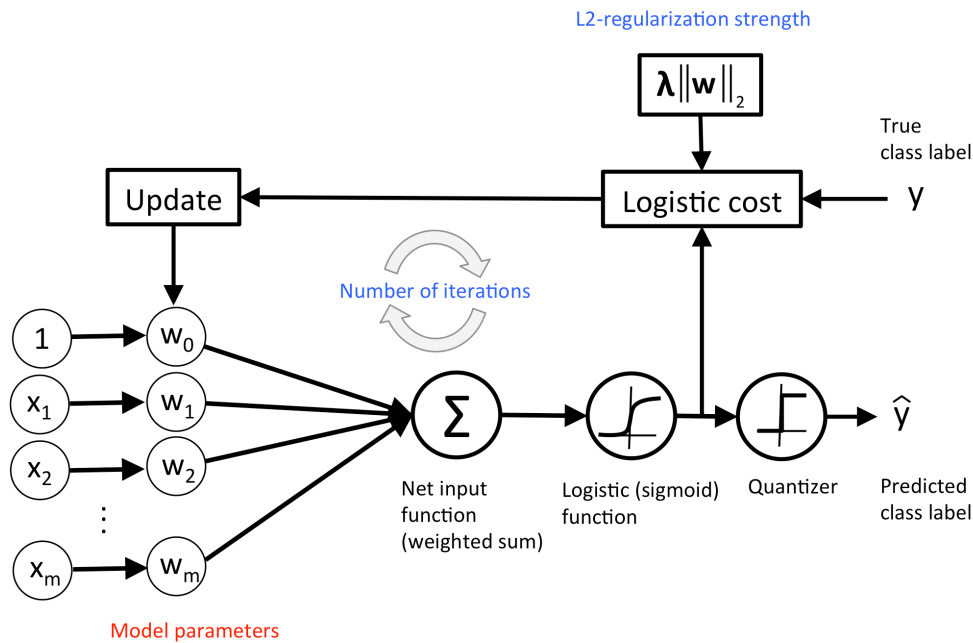 L2-regularization strength
λ||w||₂
True
class label
Update
Logistic cost
y
Number of iterations
1
w₀
x₁
w₁
Σ
ŷ
x₂
w₂
Net input
function
(weighted sum)
Logistic (sigmoid)
function
Quantizer
Predicted
class label
⋮
xₘ
wₘ
Model parameters